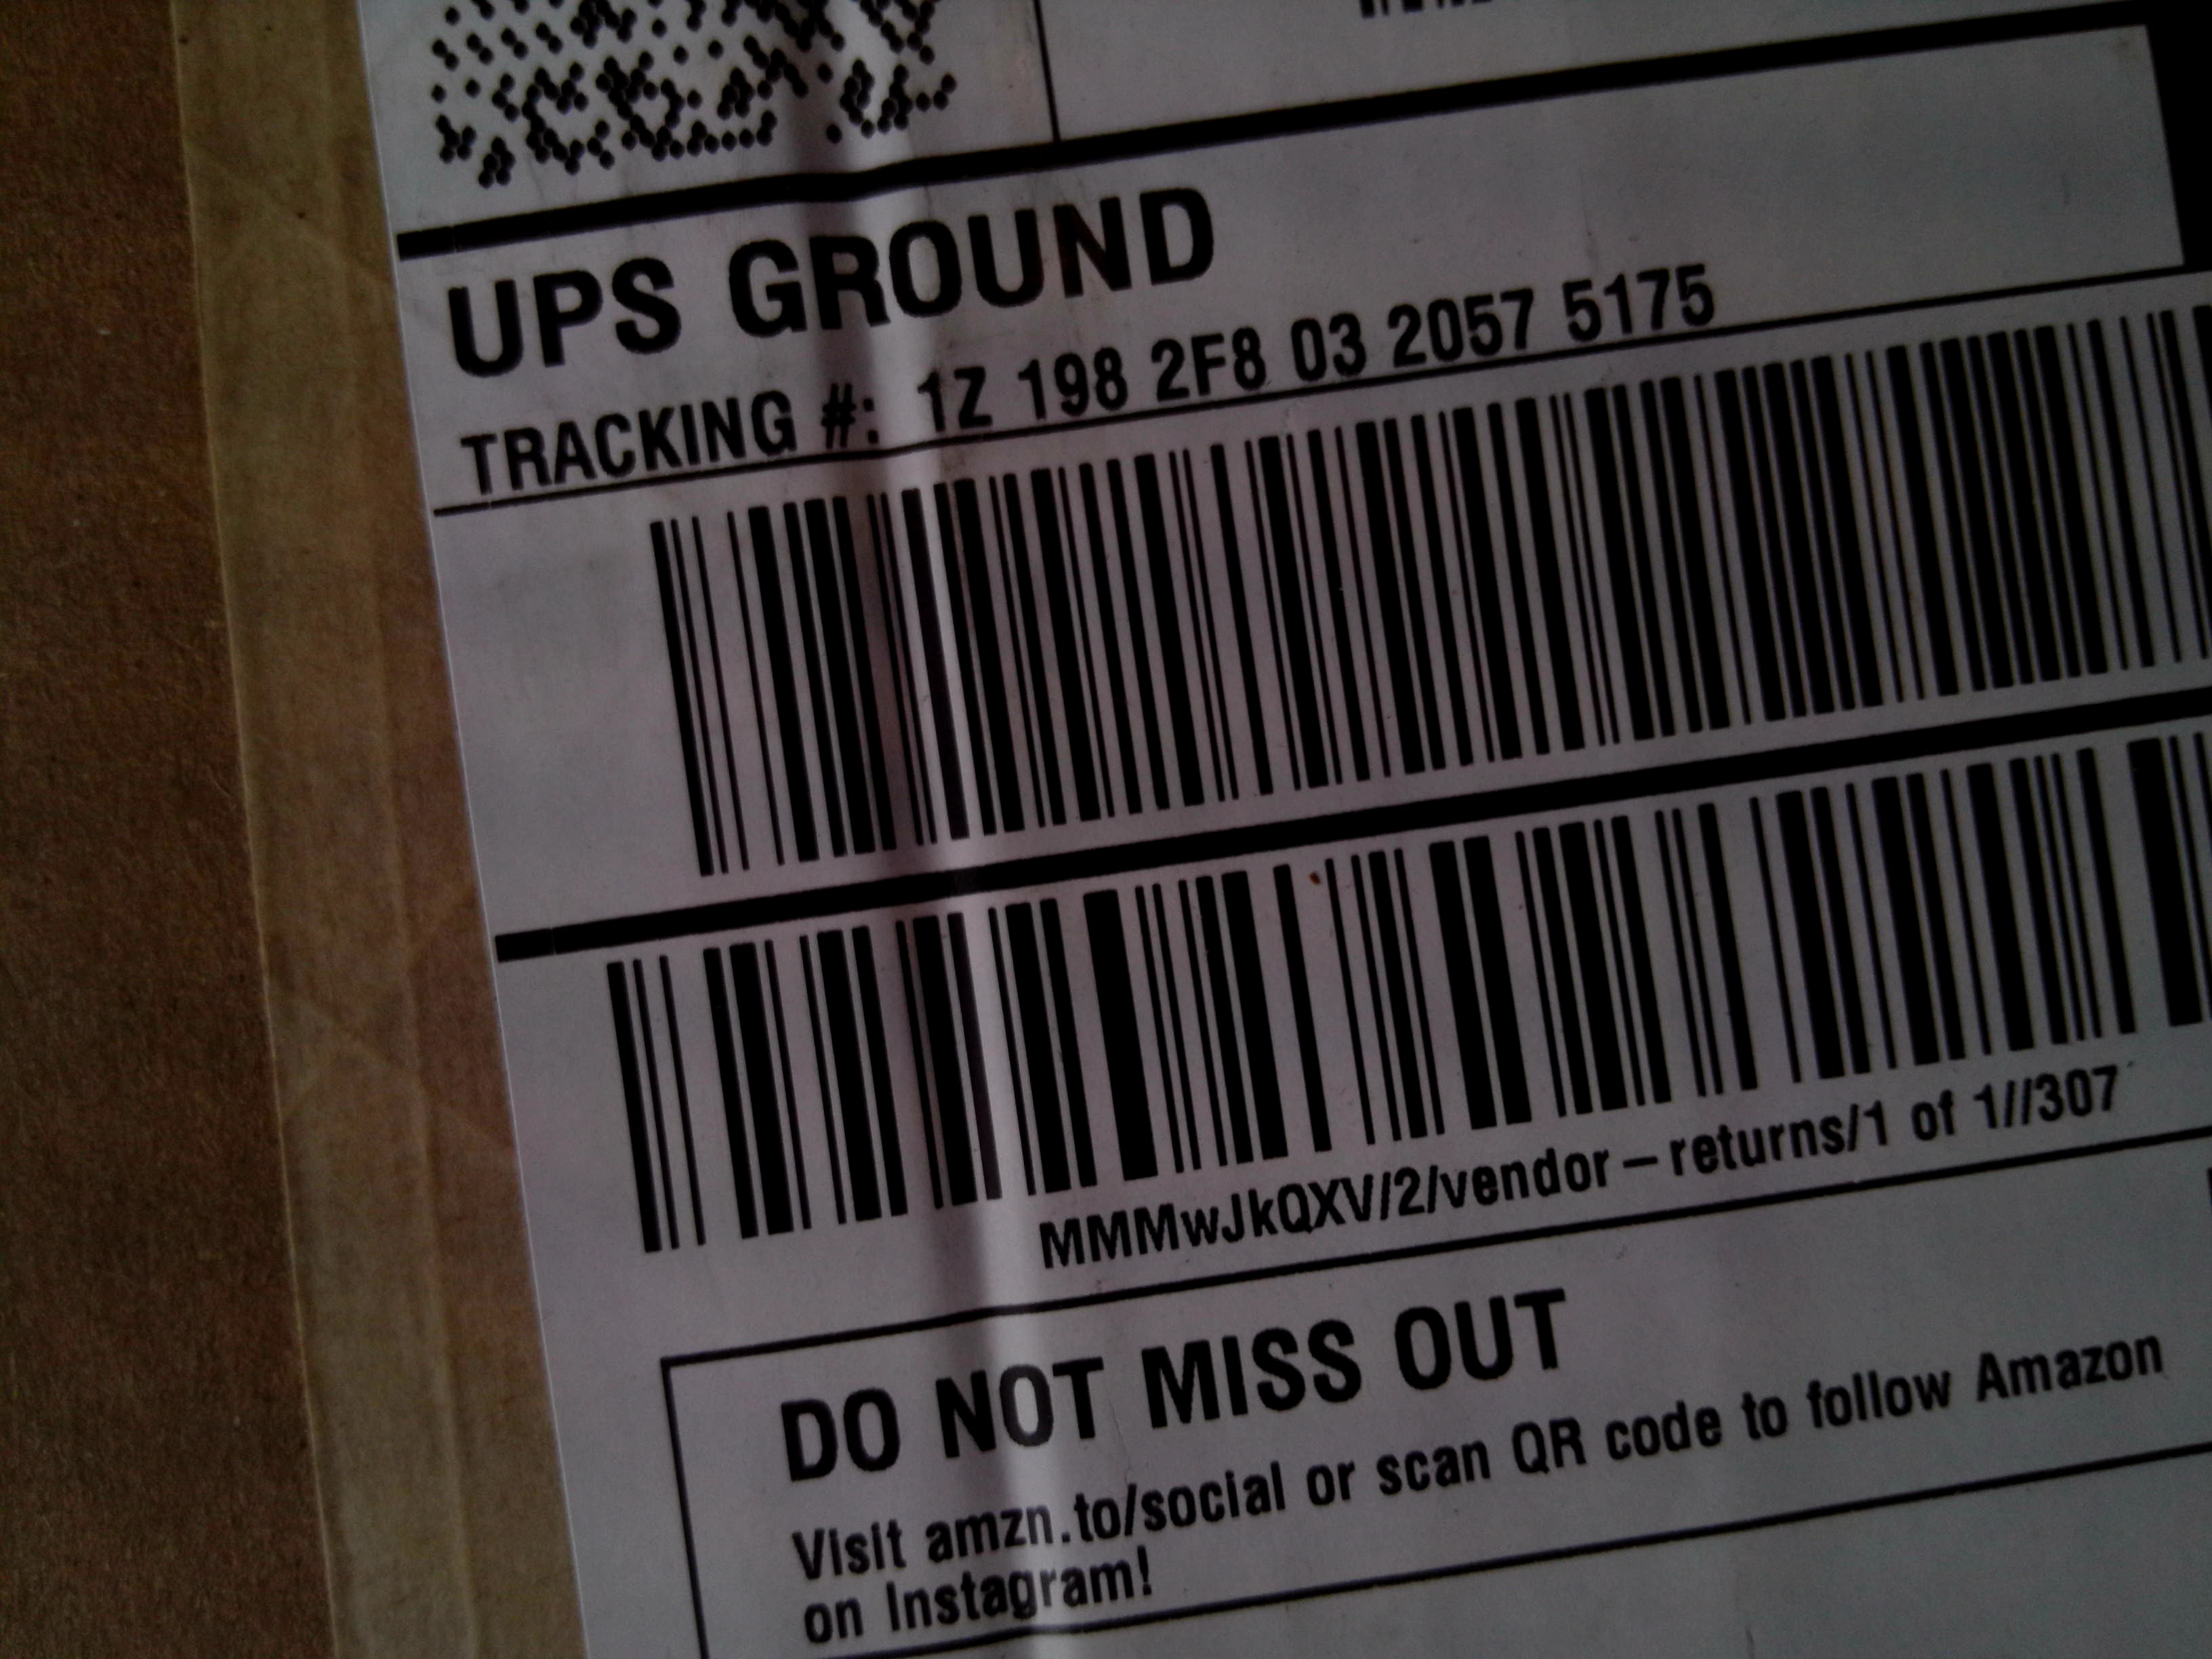 UPS GROUND
TRACKING #: 1Z 198 2F8 03 2057 5175
MMMwJkQXV/2/vendor-returns/1 of 1//307
DO NOT MISS OUT
Visit amzn.to/social or scan QR code to follow Amazon
on Instagram!